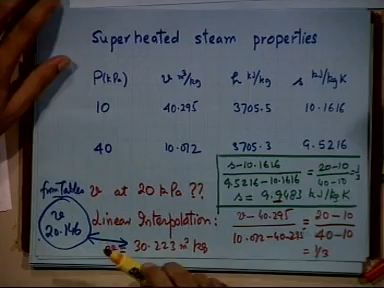 Superheated steam properties
P(kPa) v m³/kg h kJ/kg s kJ/kg K
10 40.295 3705.5 10.1616
40 10.072 3705.3 9.5216
from Tables v at 20 kPa ??
v 20.146
Linear Interpolation:
v = 30.223 m³ kg
s-10.1616 / 9.5216-10.1616 = 20-10 / 40-10 = 1/3
s = 9.9483 kJ/kg K
v-40.295 / 10.072-40.295 = 20-10 / 40-10
= 1/3